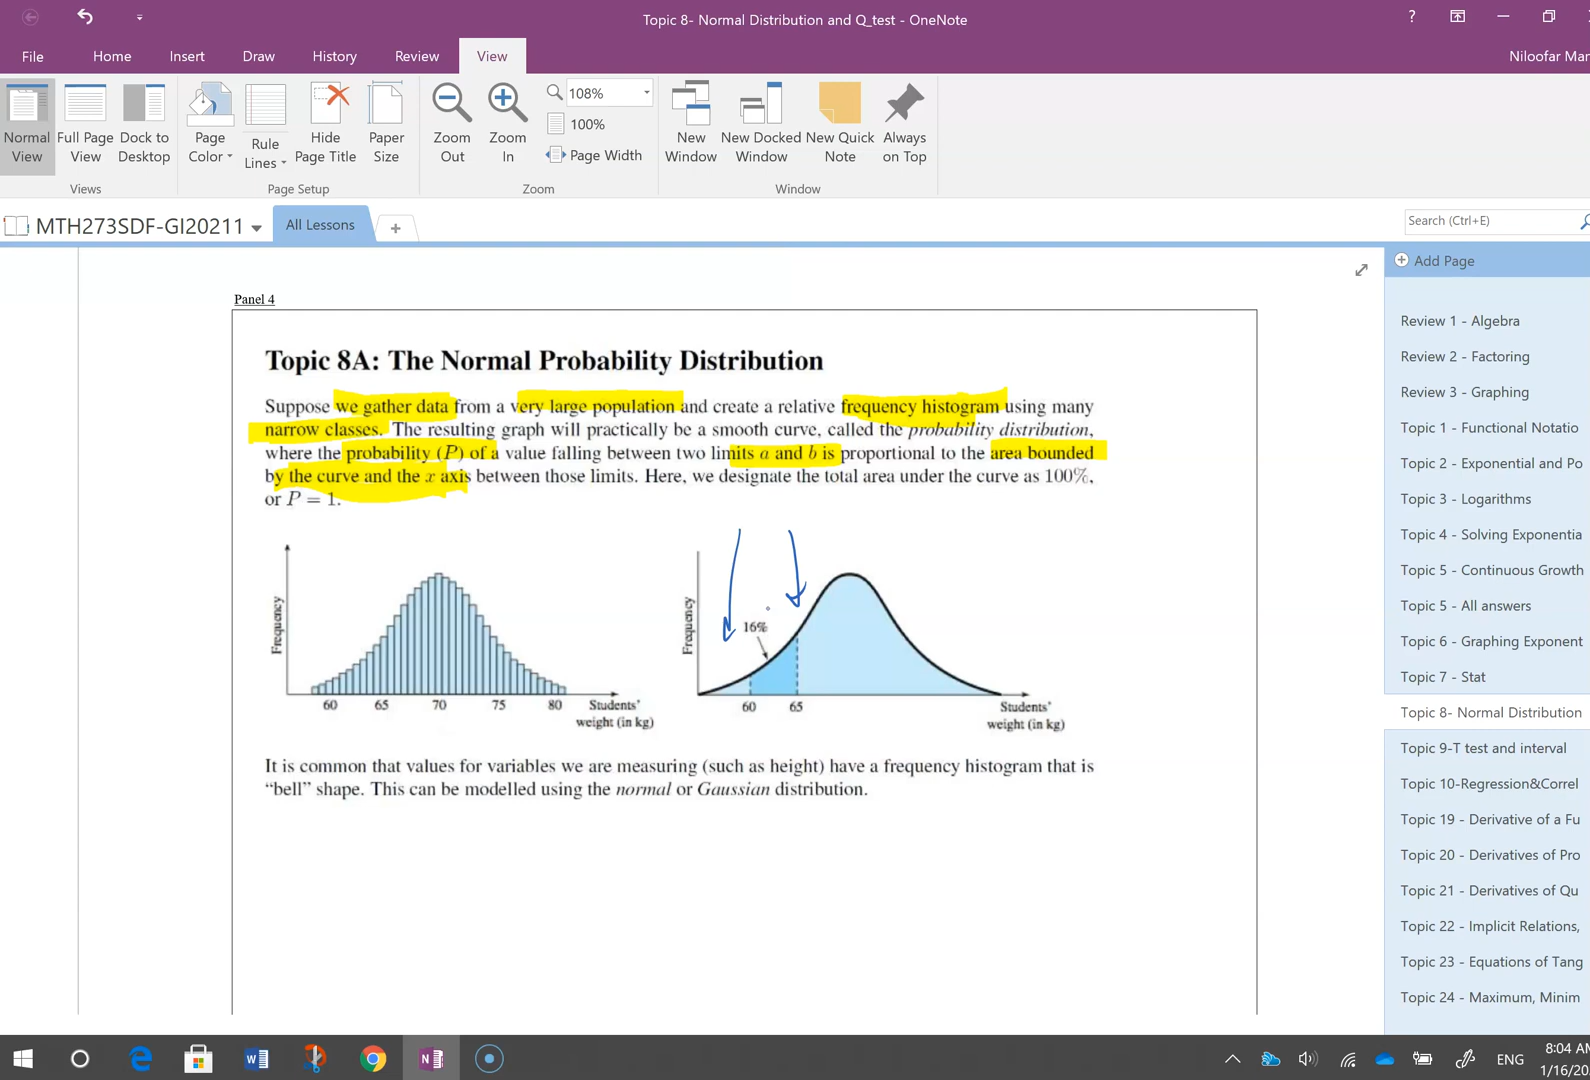 Topic 8- Normal Distribution and Q_test - OneNote
?
File Home Insert Draw History Review View
Niloofar Mar
Normal View
Full Page View
Dock to Desktop
Page Color
Rule Lines
Hide Page Title
Paper Size
Zoom Out
Zoom In
108%
100%
Page Width
New Window
New Docked Window
New Quick Note
Always on Top
Views
Page Setup
Zoom
Window
MTH273SDF-GI20211
All Lessons
+
Search (Ctrl+E)
Add Page
Panel 4
Topic 8A: The Normal Probability Distribution
Suppose we gather data from a very large population and create a relative frequency histogram using many
narrow classes. The resulting graph will practically be a smooth curve, called the probability distribution,
where the probability (P) of a value falling between two limits a and b is proportional to the area bounded
by the curve and the x axis between those limits. Here, we designate the total area under the curve as 100%,
or P = 1.
Frequency
60 65 70 75 80
Students'
weight (in kg)
Frequency
16%
60 65
Students'
weight (in kg)
It is common that values for variables we are measuring (such as height) have a frequency histogram that is
“bell” shape. This can be modelled using the normal or Gaussian distribution.
Review 1 - Algebra
Review 2 - Factoring
Review 3 - Graphing
Topic 1 - Functional Notatio
Topic 2 - Exponential and Po
Topic 3 - Logarithms
Topic 4 - Solving Exponentia
Topic 5 - Continuous Growth
Topic 5 - All answers
Topic 6 - Graphing Exponent
Topic 7 - Stat
Topic 8- Normal Distribution
Topic 9-T test and interval
Topic 10-Regression&Correl
Topic 19 - Derivative of a Fu
Topic 20 - Derivatives of Pro
Topic 21 - Derivatives of Qu
Topic 22 - Implicit Relations,
Topic 23 - Equations of Tang
Topic 24 - Maximum, Minim
ENG
8:04 AM
1/16/20